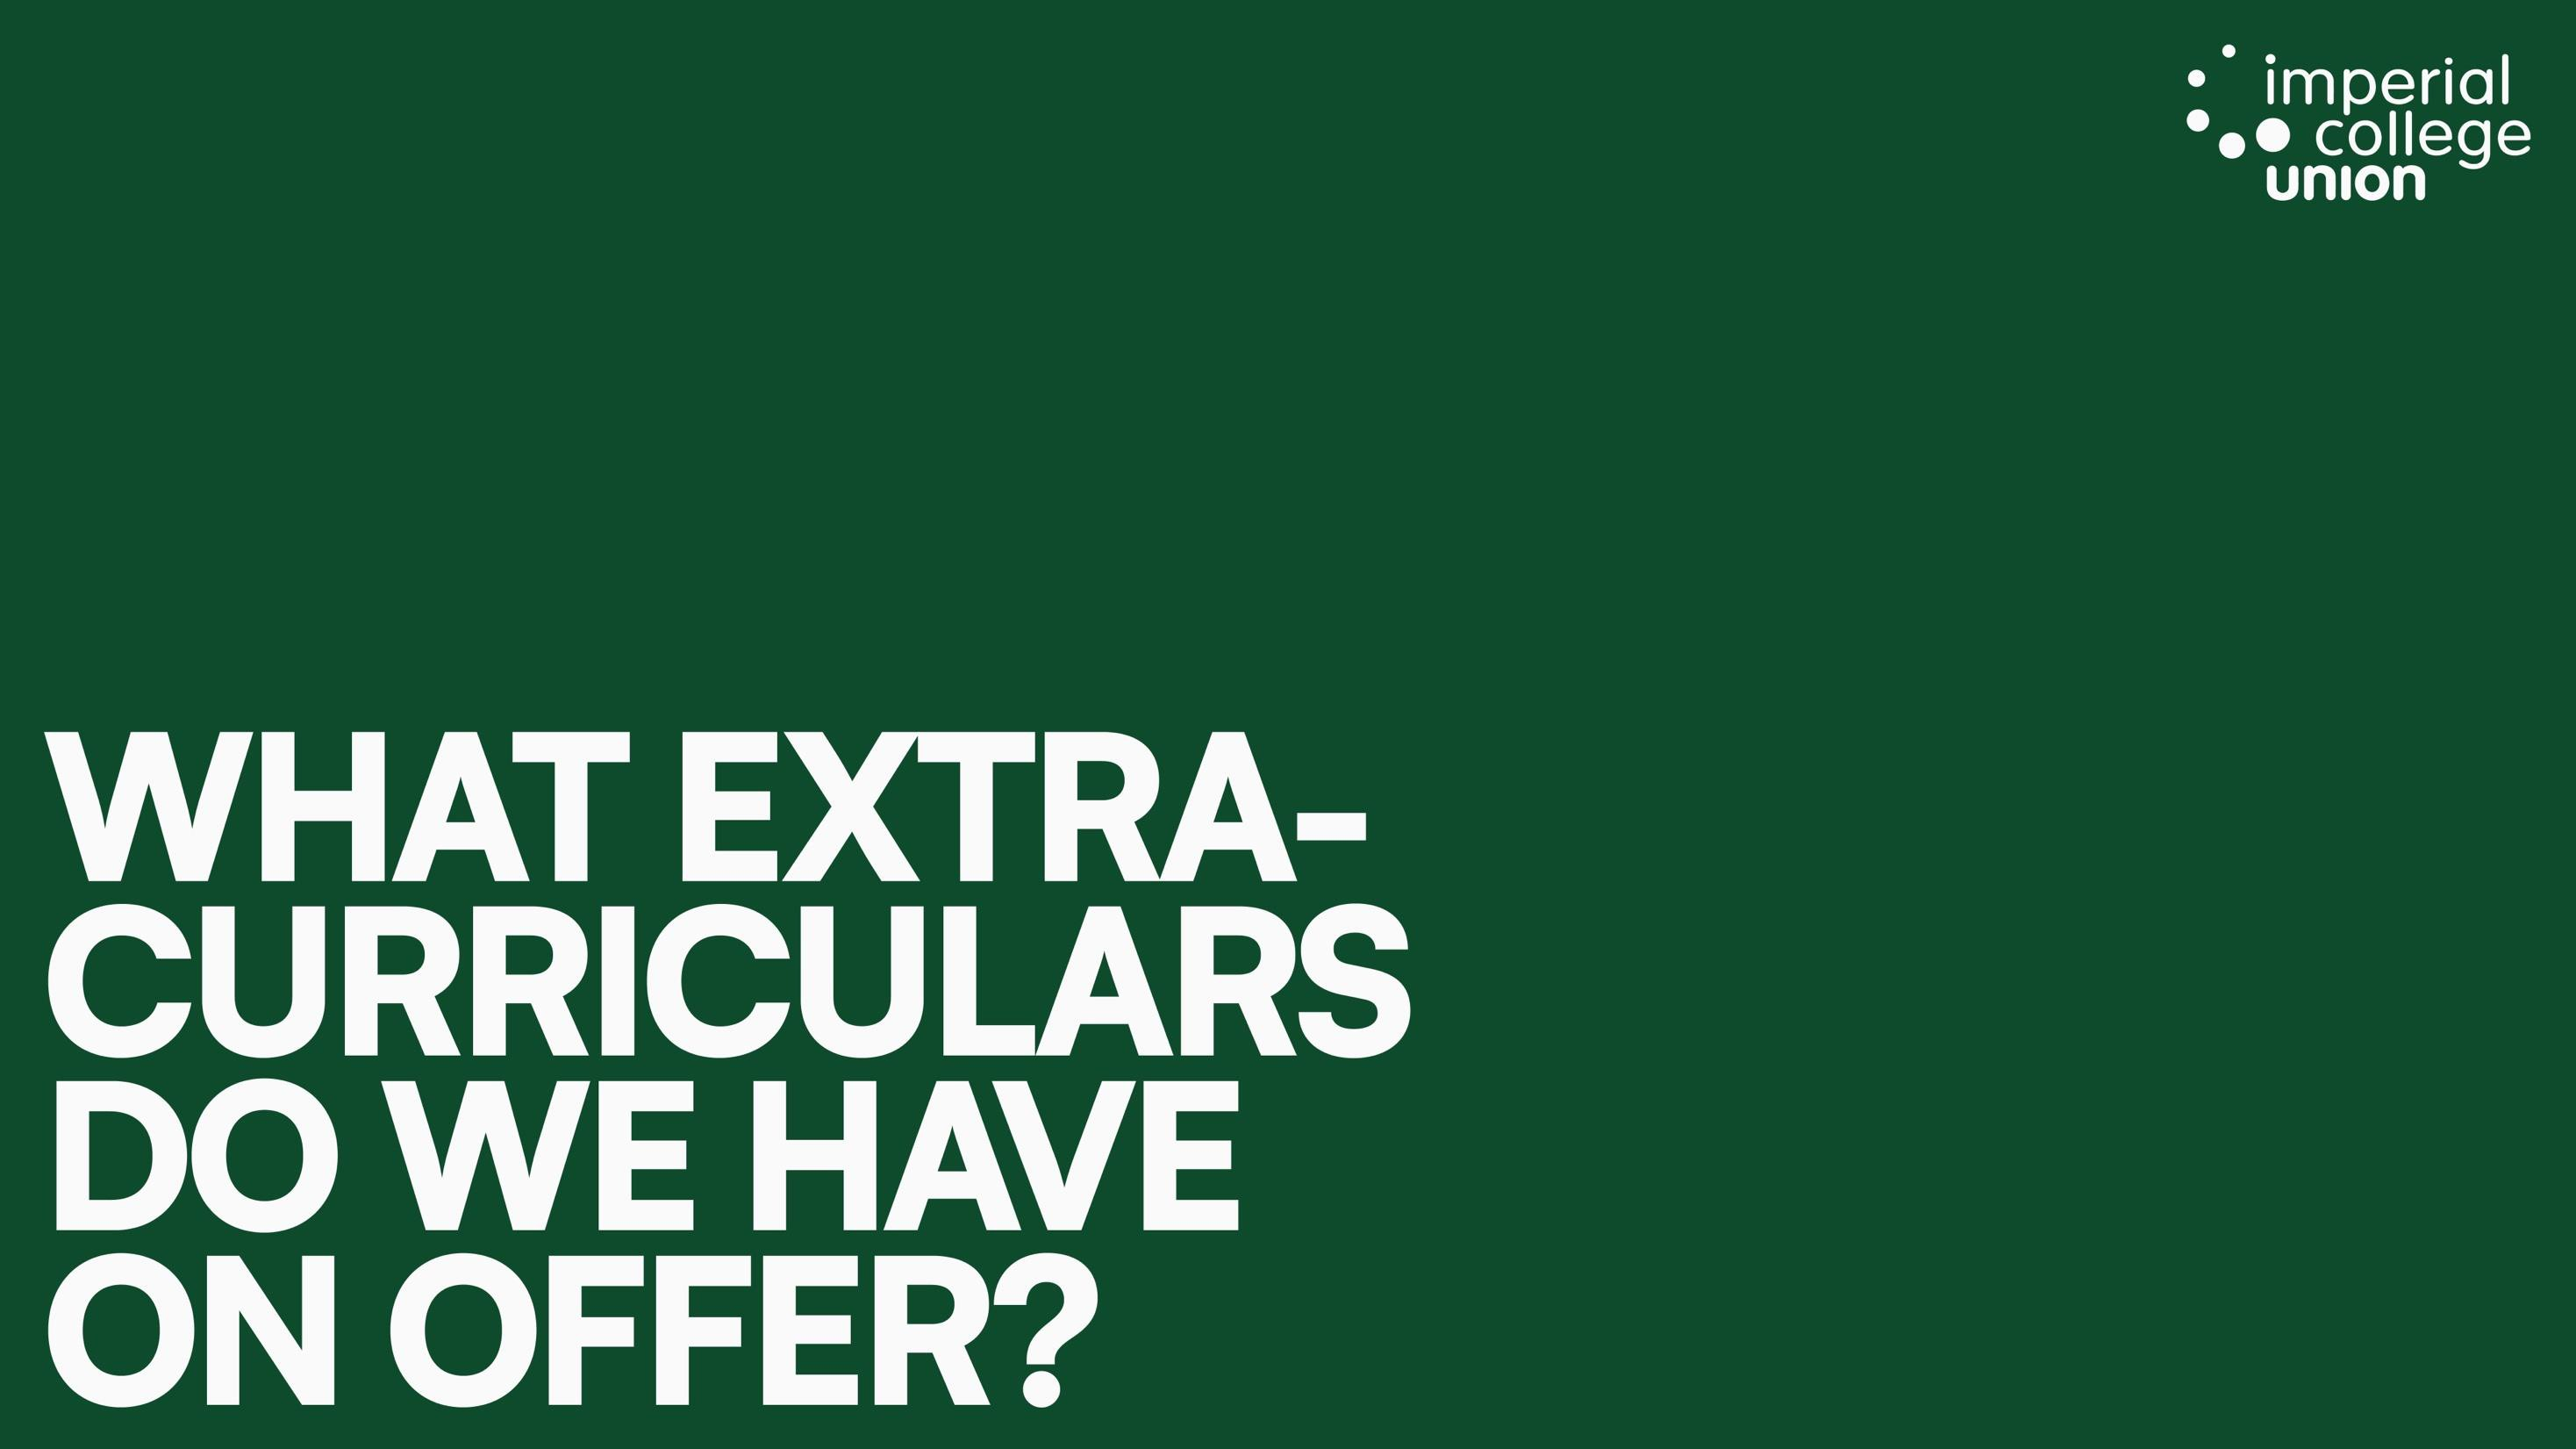 imperial
college
union
WHAT EXTRA-
CURRICULARS
DO WE HAVE
ON OFFER?